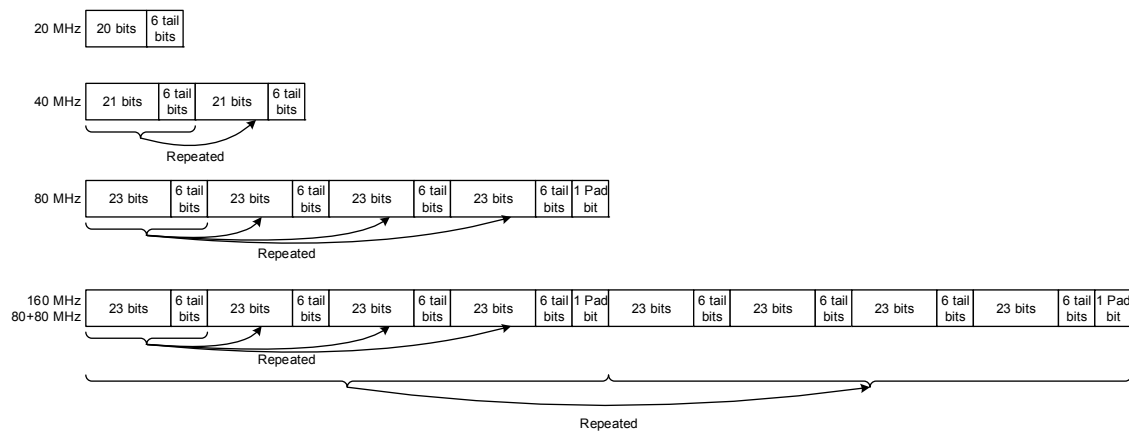 20 MHz
20 bits
6 tail
bits
40 MHz
21 bits
6 tail
bits
21 bits
6 tail
bits
Repeated
80 MHz
23 bits
6 tail
bits
23 bits
6 tail
bits
23 bits
6 tail
bits
23 bits
6 tail
bits
1 Pad
bit
Repeated
160 MHz
80+80 MHz
23 bits
6 tail
bits
23 bits
6 tail
bits
23 bits
6 tail
bits
23 bits
6 tail
bits
1 Pad
bit
23 bits
6 tail
bits
23 bits
6 tail
bits
23 bits
6 tail
bits
23 bits
6 tail
bits
1 Pad
bit
Repeated
Repeated